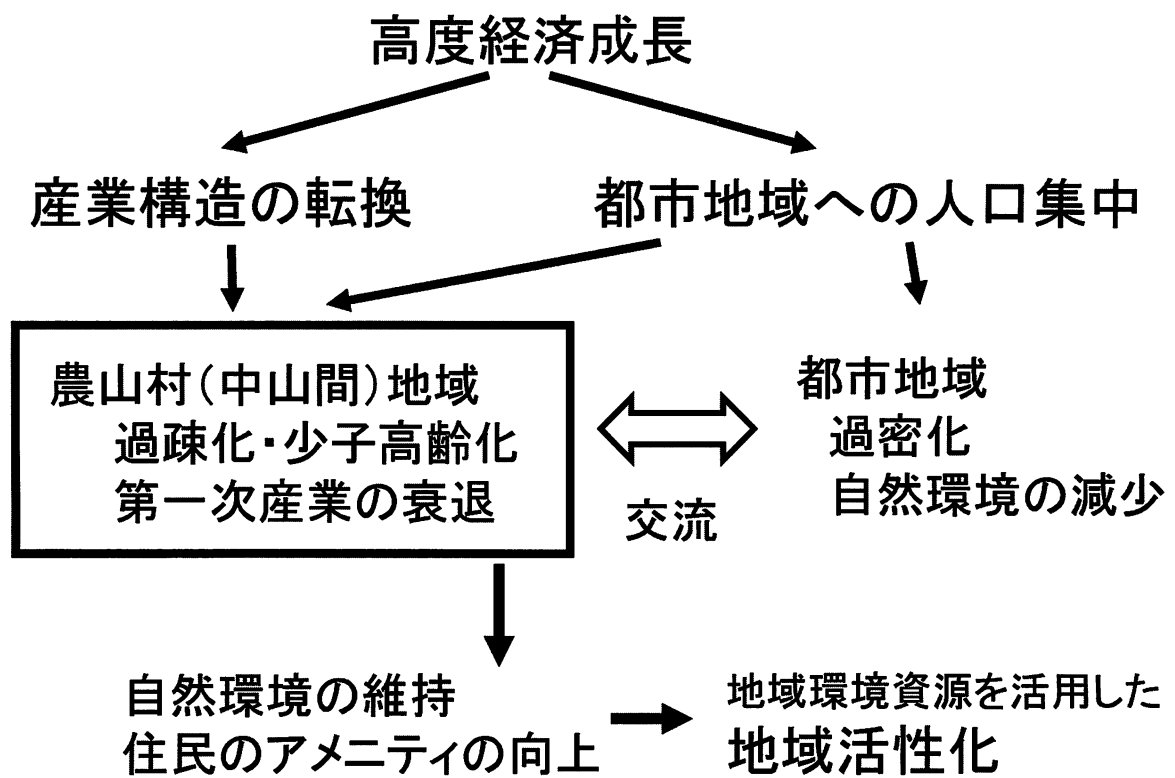 高度経済成長
産業構造の転換
都市地域への人口集中
農山村(中山間)地域
過疎化・少子高齢化
第一次産業の衰退
交流
都市地域
過密化
自然環境の減少
自然環境の維持
住民のアメニティの向上
地域環境資源を活用した
地域活性化